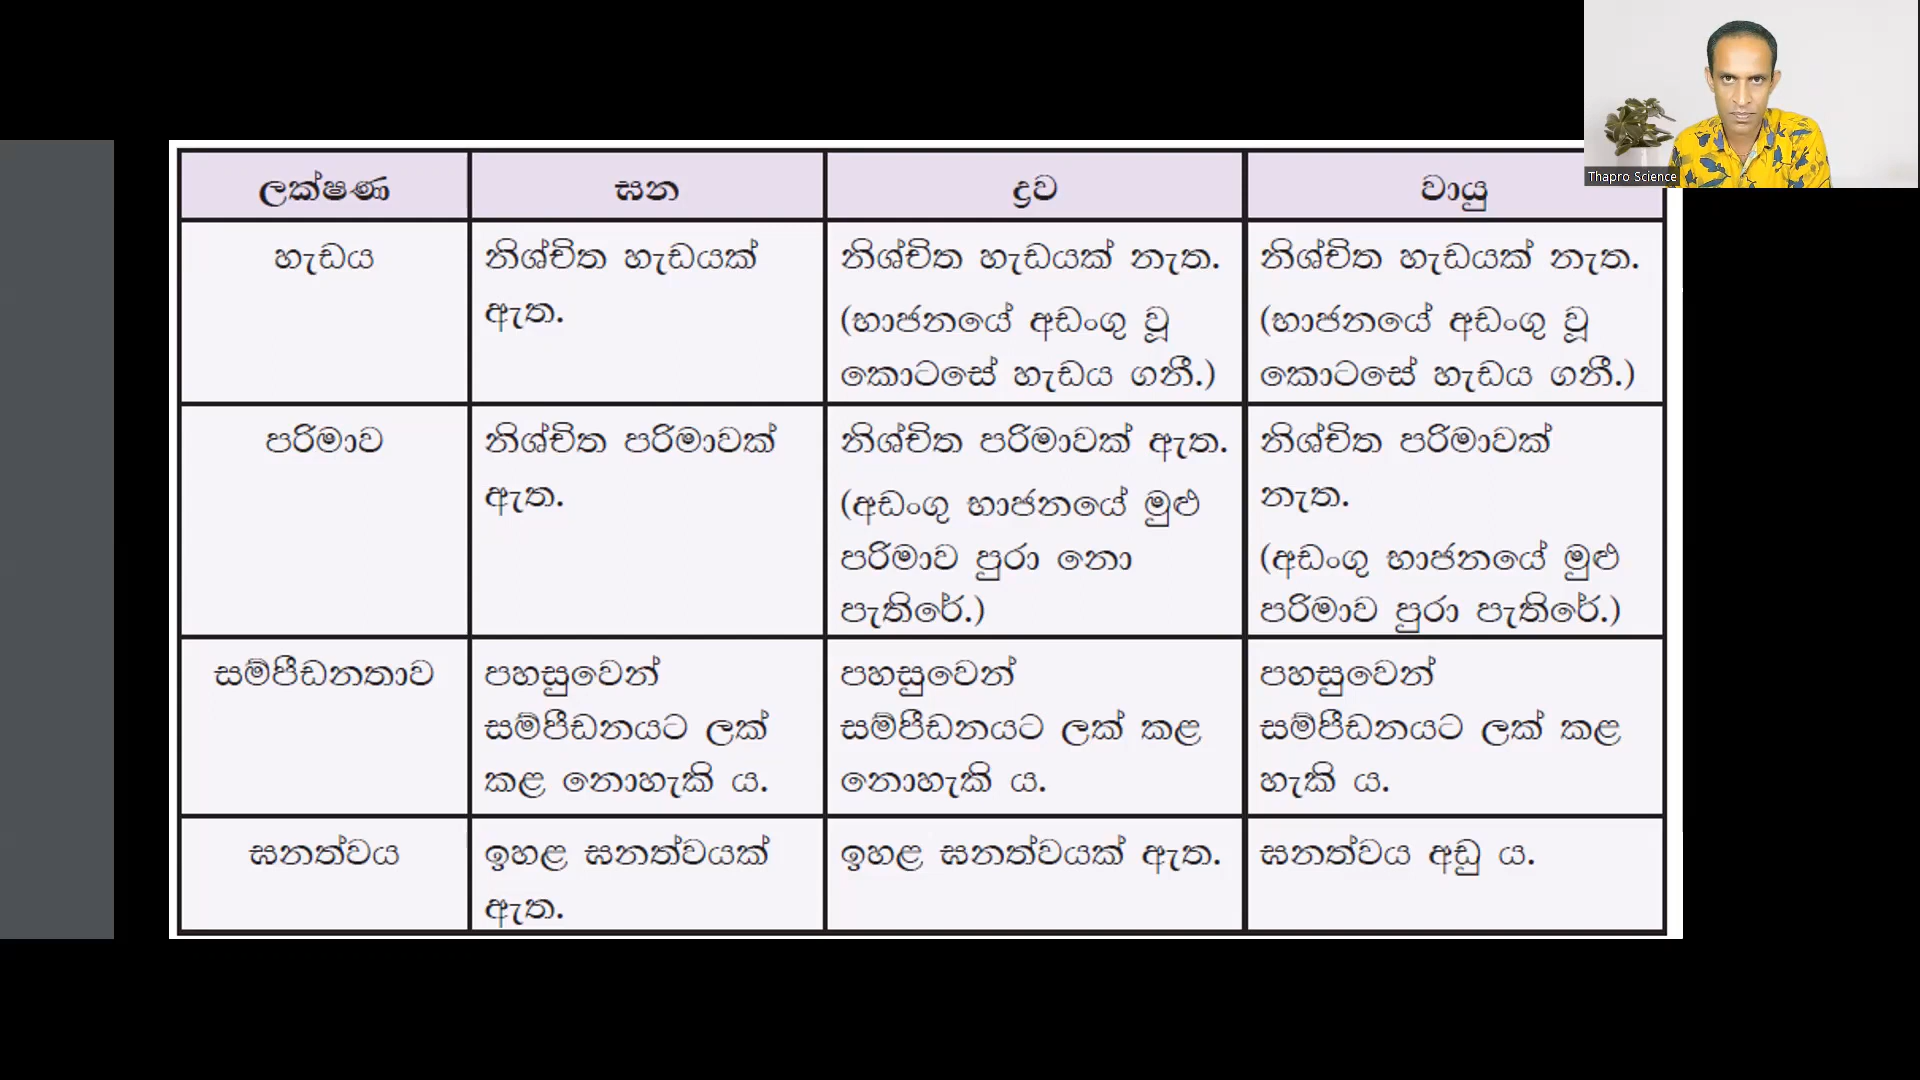 Thapro Science
ලක්ෂණ
ඝන
ද්‍රව
වායු
හැඩය
නිශ්චිත හැඩයක්
ඇත.
නිශ්චිත හැඩයක් නැත.
(භාජනයේ අඩංගු වූ
කොටසේ හැඩය ගනී.)
නිශ්චිත හැඩයක් නැත.
(භාජනයේ අඩංගු වූ
කොටසේ හැඩය ගනී.)
පරිමාව
නිශ්චිත පරිමාවක්
ඇත.
නිශ්චිත පරිමාවක් ඇත.
(අඩංගු භාජනයේ මුළු
පරිමාව පුරා නො
පැතිරේ.)
නිශ්චිත පරිමාවක්
නැත.
(අඩංගු භාජනයේ මුළු
පරිමාව පුරා පැතිරේ.)
සම්පීඩනතාව
පහසුවෙන්
සම්පීඩනයට ලක්
කළ නොහැකි ය.
පහසුවෙන්
සම්පීඩනයට ලක් කළ
නොහැකි ය.
පහසුවෙන්
සම්පීඩනයට ලක් කළ
හැකි ය.
ඝනත්වය
ඉහළ ඝනත්වයක්
ඇත.
ඉහළ ඝනත්වයක් ඇත.
ඝනත්වය අඩු ය.